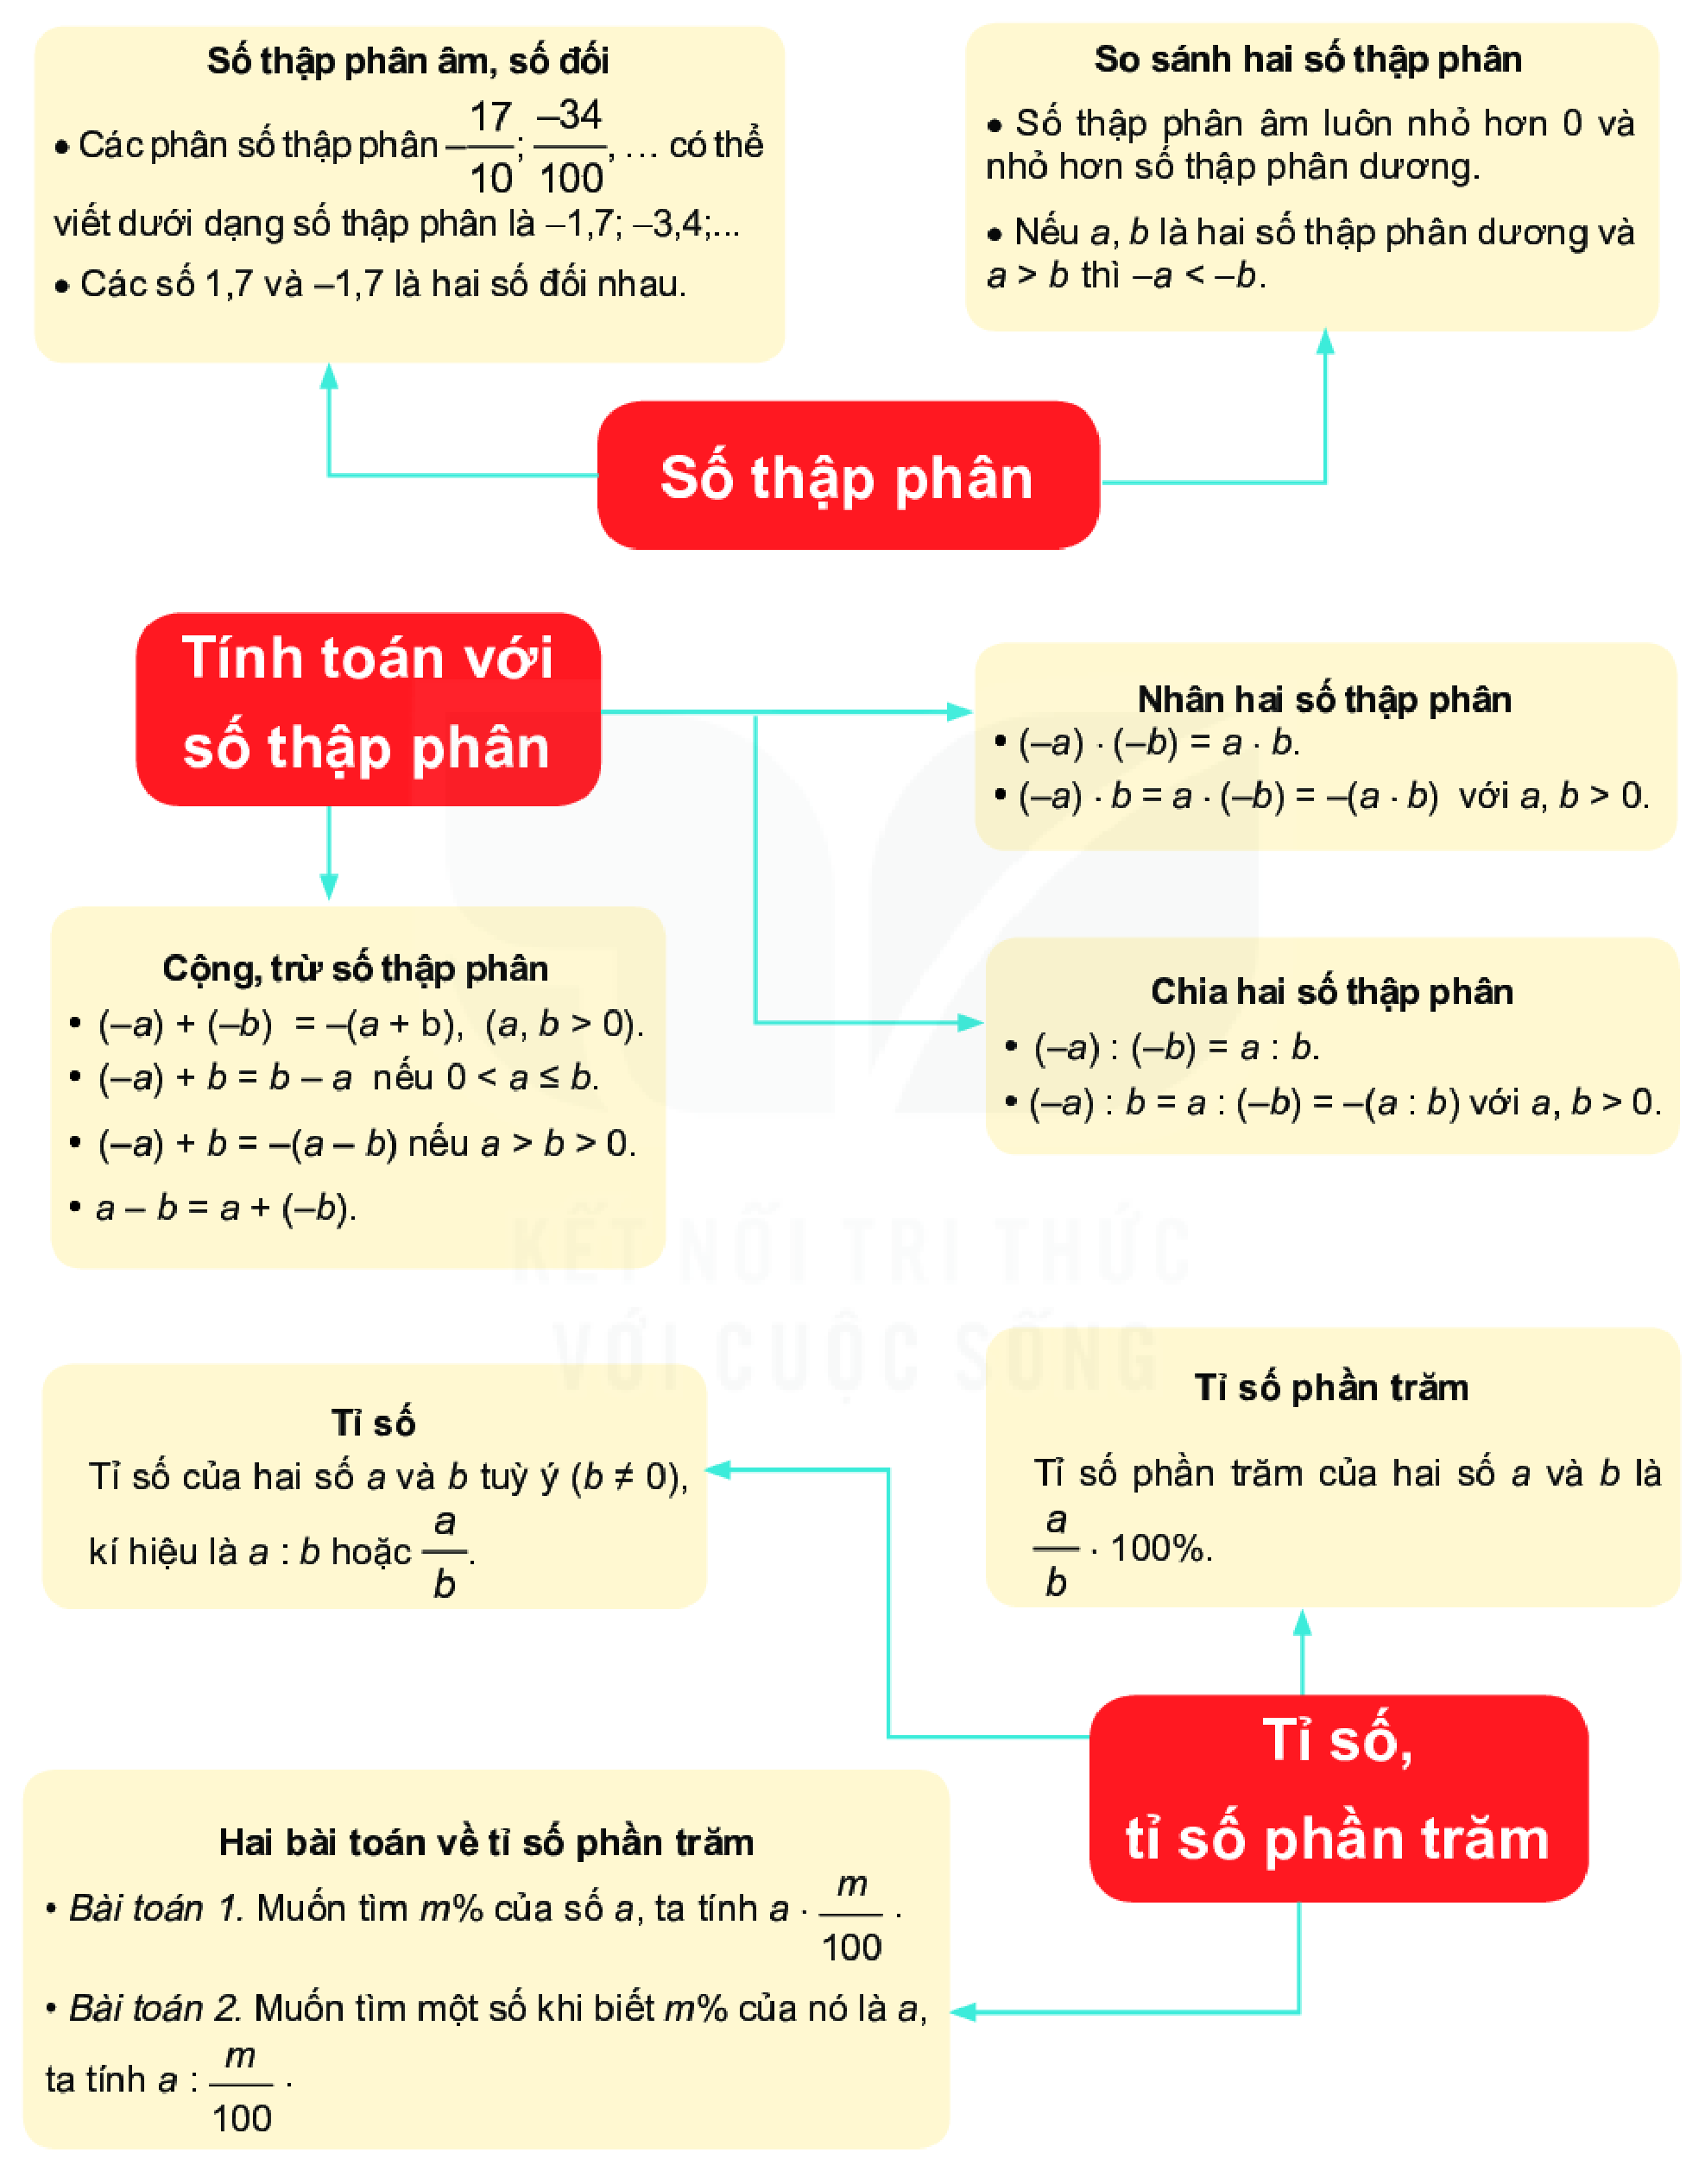 Số thập phân âm, số đối
• Các phân số thập phân –17/10; –34/100, ... có thể
viết dưới dạng số thập phân là –1,7; –3,4;...
• Các số 1,7 và –1,7 là hai số đối nhau.
So sánh hai số thập phân
• Số thập phân âm luôn nhỏ hơn 0 và
nhỏ hơn số thập phân dương.
• Nếu a, b là hai số thập phân dương và
a > b thì –a < –b.
Số thập phân
Tính toán với
số thập phân
Nhân hai số thập phân
• (–a) · (–b) = a · b.
• (–a) · b = a · (–b) = –(a · b) với a, b > 0.
Cộng, trừ số thập phân
• (–a) + (–b) = –(a + b), (a, b > 0).
• (–a) + b = b – a nếu 0 < a ≤ b.
• (–a) + b = –(a – b) nếu a > b > 0.
• a – b = a + (–b).
Chia hai số thập phân
• (–a) : (–b) = a : b.
• (–a) : b = a : (–b) = –(a : b) với a, b > 0.
KẾT NỐI TRI THỨC
VỚI CUỘC SỐNG
Tỉ số
Tỉ số của hai số a và b tuỳ ý (b ≠ 0),
kí hiệu là a : b hoặc a/b.
Tỉ số phần trăm
Tỉ số phần trăm của hai số a và b là
a/b · 100%.
Tỉ số,
tỉ số phần trăm
Hai bài toán về tỉ số phần trăm
• Bài toán 1. Muốn tìm m% của số a, ta tính a · m/100 .
• Bài toán 2. Muốn tìm một số khi biết m% của nó là a,
ta tính a : m/100 .